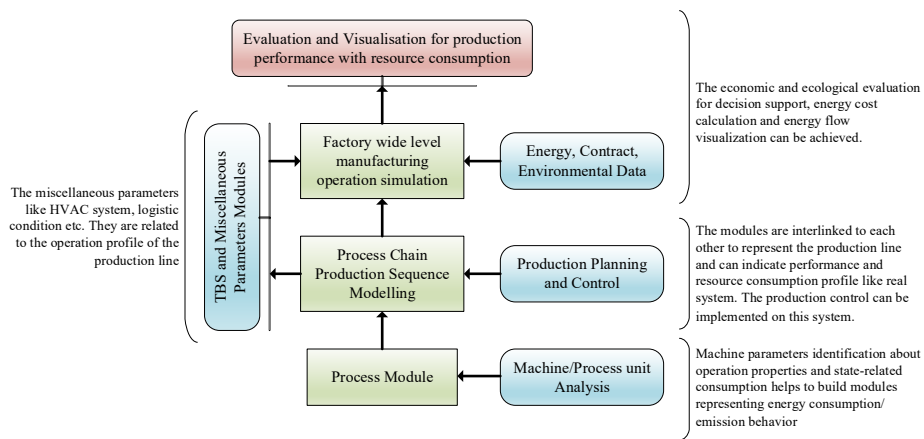 Evaluation and Visualisation for production
performance with resource consumption
The economic and ecological evaluation
for decision support, energy cost
calculation and energy flow
visualization can be achieved.
TBS and Miscellaneous
Parameters Modules
Factory wide level
manufacturing
operation simulation
Energy, Contract,
Environmental Data
The miscellaneous parameters
like HVAC system, logistic
condition etc. They are related
to the operation profile of the
production line
Process Chain
Production Sequence
Modelling
Production Planning
and Control
The modules are interlinked to each
other to represent the production line
and can indicate performance and
resource consumption profile like real
system. The production control can be
implemented on this system.
Process Module
Machine/Process unit
Analysis
Machine parameters identification about
operation properties and state-related
consumption helps to build modules
representing energy consumption/
emission behavior